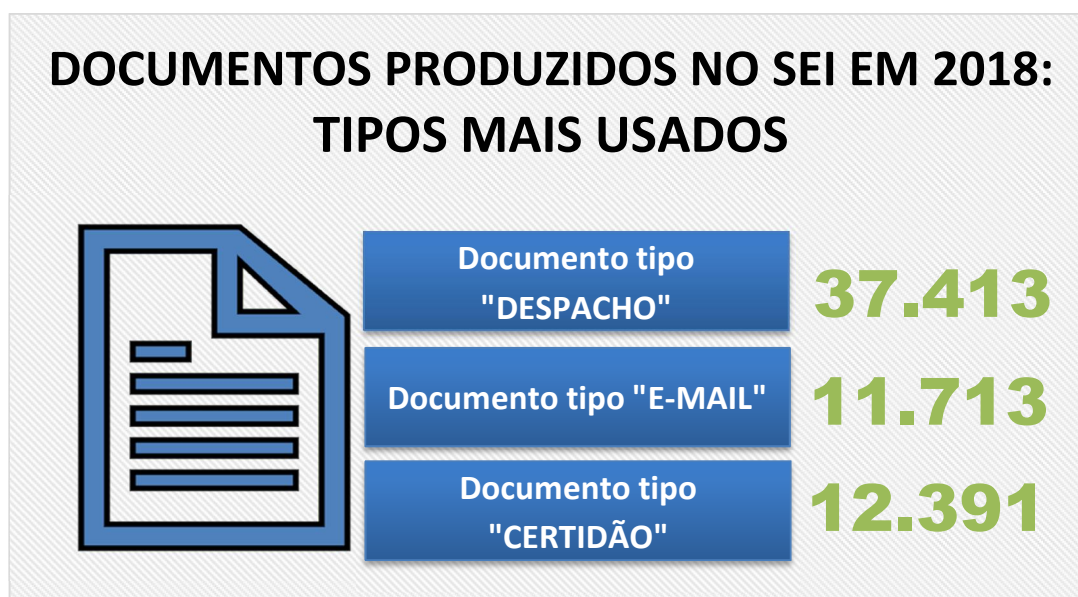 DOCUMENTOS PRODUZIDOS NO SEI EM 2018:
TIPOS MAIS USADOS
Documento tipo
"DESPACHO"
37.413
Documento tipo "E-MAIL"
11.713
Documento tipo
"CERTIDÃO"
12.391